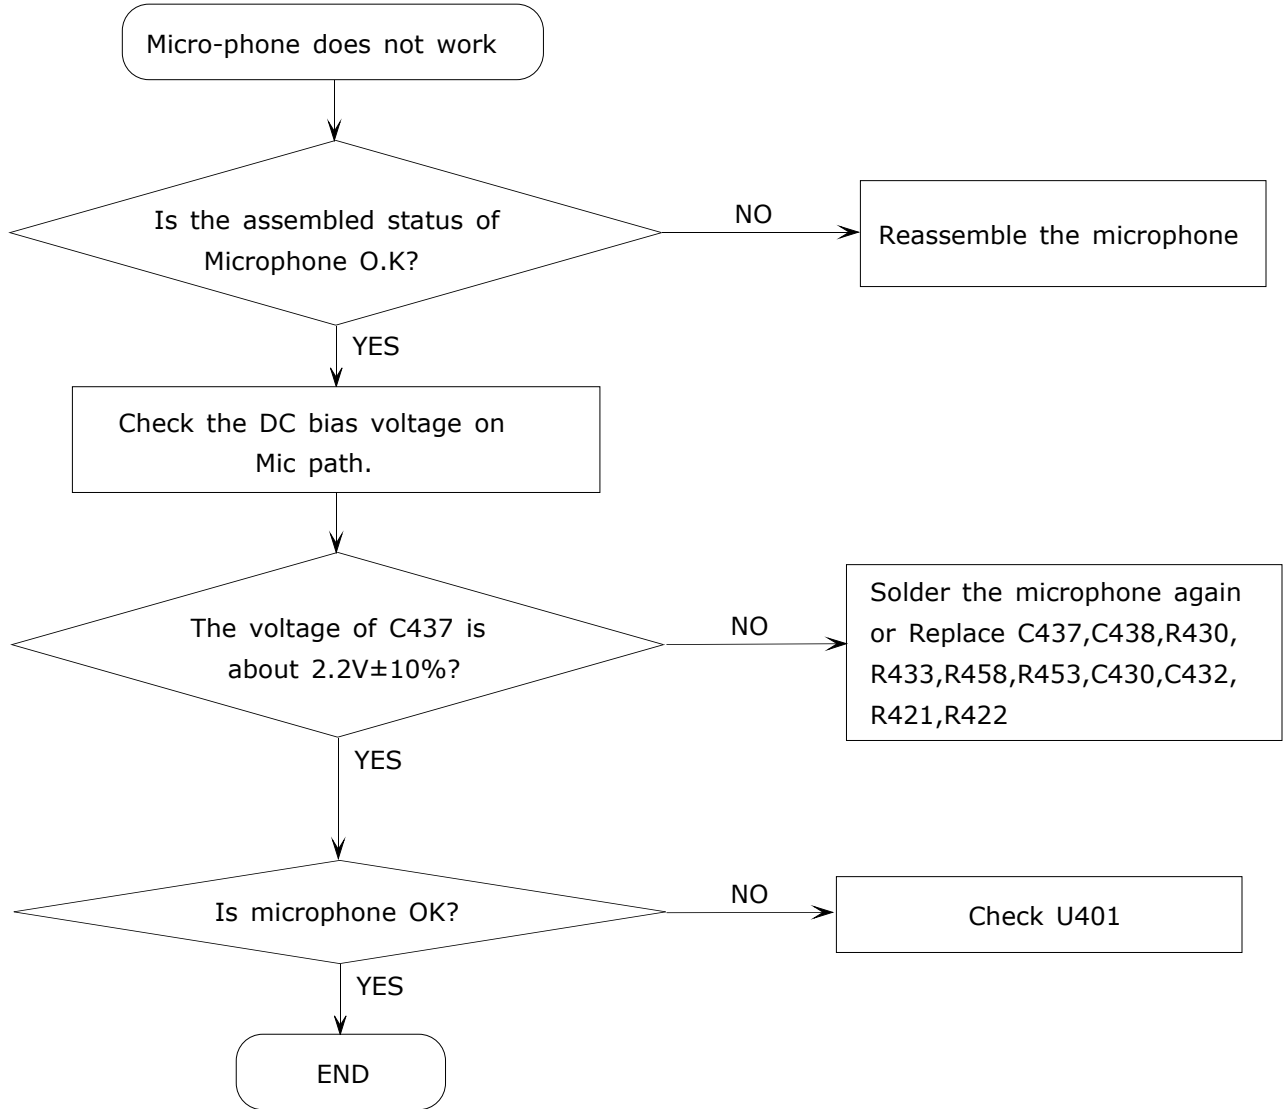 Micro-phone does not work
Is the assembled status of
Microphone O.K?
NO
Reassemble the microphone
YES
Check the DC bias voltage on
Mic path.
The voltage of C437 is
about 2.2V±10%?
NO
Solder the microphone again
or Replace C437,C438,R430,
R433,R458,R453,C430,C432,
R421,R422
YES
Is microphone OK?
NO
Check U401
YES
END